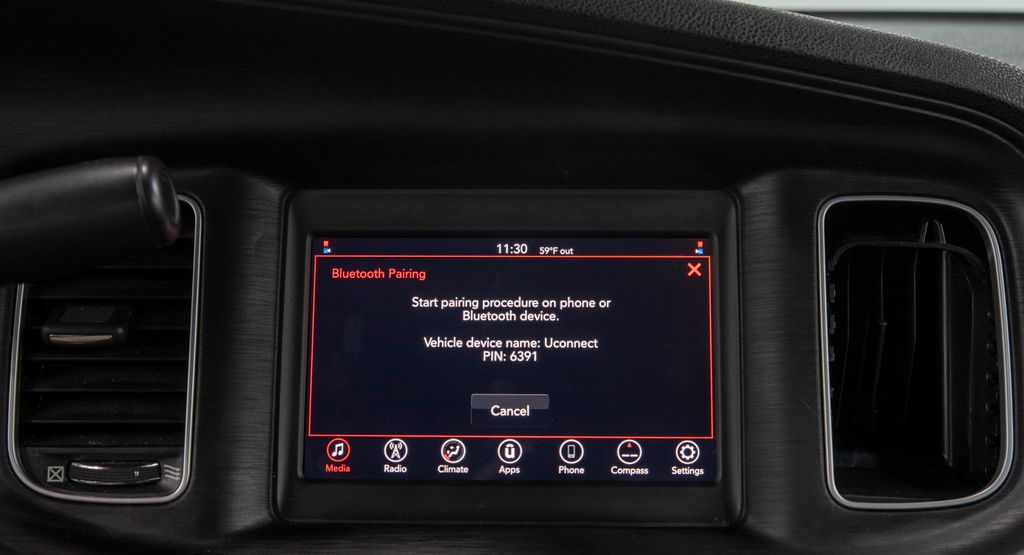 11:30 59°F out
Bluetooth Pairing
Start pairing procedure on phone or
Bluetooth device.
Vehicle device name: Uconnect
PIN: 6391
Cancel
Media Radio Climate Apps Phone Compass Settings